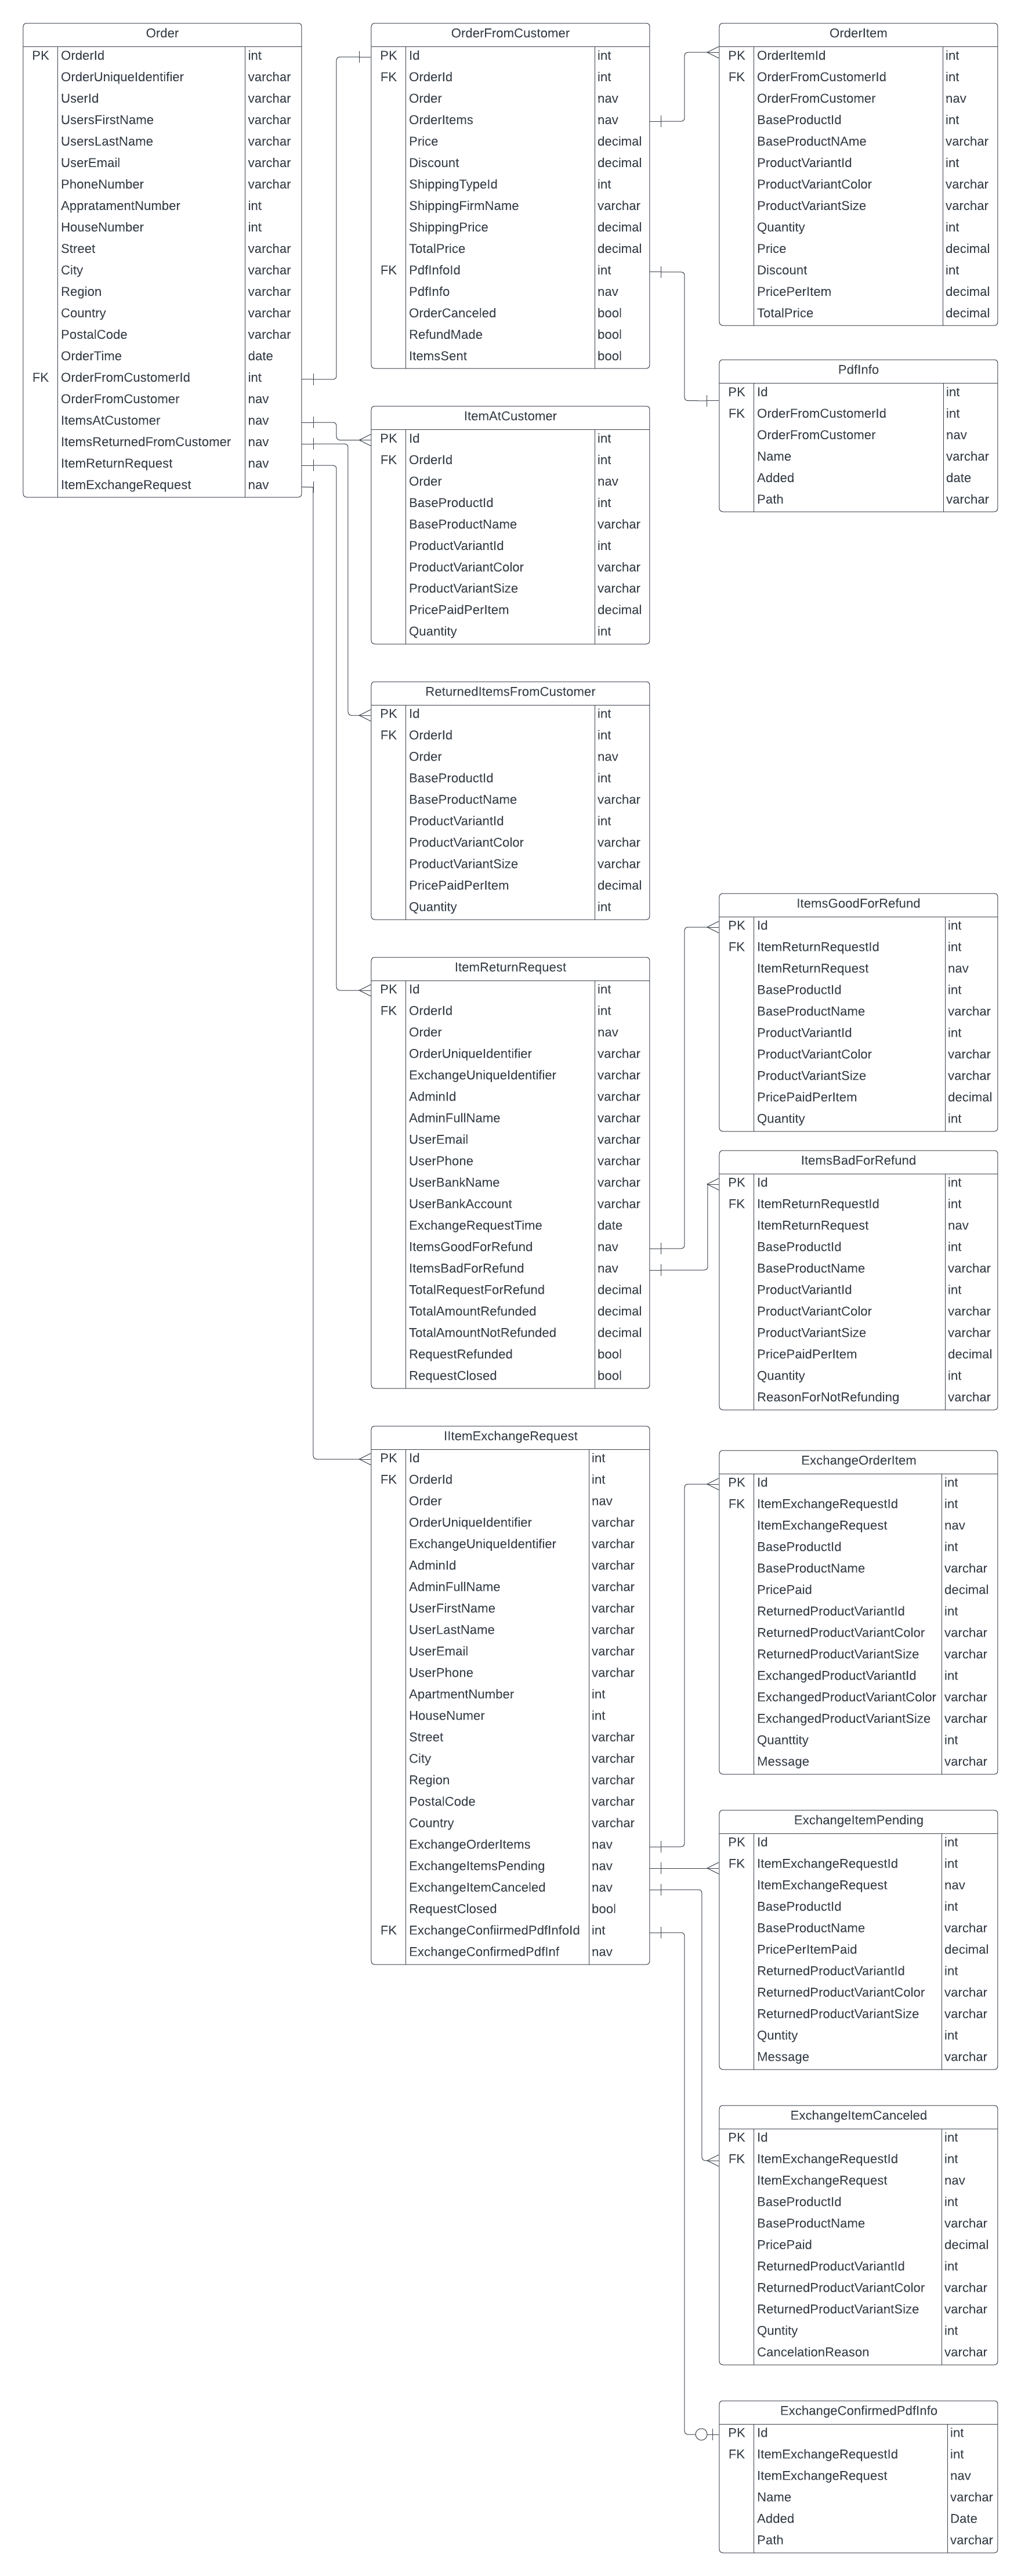 Order
PK OrderId int
OrderUniqueIdentifier varchar
UserId varchar
UsersFirstName varchar
UsersLastName varchar
UserEmail varchar
PhoneNumber varchar
AppratamentNumber int
HouseNumber int
Street varchar
City varchar
Region varchar
Country varchar
PostalCode varchar
OrderTime date
FK OrderFromCustomerId int
OrderFromCustomer nav
ItemsAtCustomer nav
ItemsReturnedFromCustomer nav
ItemReturnRequest nav
ItemExchangeRequest nav
OrderFromCustomer
PK Id int
FK OrderId int
Order nav
OrderItems nav
Price decimal
Discount decimal
ShippingTypeId int
ShippingFirmName varchar
ShippingPrice decimal
TotalPrice decimal
FK PdfInfoId int
PdfInfo nav
OrderCanceled bool
RefundMade bool
ItemsSent bool
OrderItem
PK OrderItemId int
FK OrderFromCustomerId int
OrderFromCustomer nav
BaseProductId int
BaseProductNAme varchar
ProductVariantId int
ProductVariantColor varchar
ProductVariantSize varchar
Quantity int
Price decimal
Discount int
PricePerItem decimal
TotalPrice decimal
PdfInfo
PK Id int
FK OrderFromCustomerId int
OrderFromCustomer nav
Name varchar
Added date
Path varchar
ItemAtCustomer
PK Id int
FK OrderId int
Order nav
BaseProductId int
BaseProductName varchar
ProductVariantId int
ProductVariantColor varchar
ProductVariantSize varchar
PricePaidPerItem decimal
Quantity int
ReturnedItemsFromCustomer
PK Id int
FK OrderId int
Order nav
BaseProductId int
BaseProductName varchar
ProductVariantId int
ProductVariantColor varchar
ProductVariantSize varchar
PricePaidPerItem decimal
Quantity int
ItemReturnRequest
PK Id int
FK OrderId int
Order nav
OrderUniqueIdentifier varchar
ExchangeUniqueIdentifier varchar
AdminId varchar
AdminFullName varchar
UserEmail varchar
UserPhone varchar
UserBankName varchar
UserBankAccount varchar
ExchangeRequestTime date
ItemsGoodForRefund nav
ItemsBadForRefund nav
TotalRequestForRefund decimal
TotalAmountRefunded decimal
TotalAmountNotRefunded decimal
RequestRefunded bool
RequestClosed bool
ItemsGoodForRefund
PK Id int
FK ItemReturnRequestId int
ItemReturnRequest nav
BaseProductId int
BaseProductName varchar
ProductVariantId int
ProductVariantColor varchar
ProductVariantSize varchar
PricePaidPerItem decimal
Quantity int
ItemsBadForRefund
PK Id int
FK ItemReturnRequestId int
ItemReturnRequest nav
BaseProductId int
BaseProductName varchar
ProductVariantId int
ProductVariantColor varchar
ProductVariantSize varchar
PricePaidPerItem decimal
Quantity int
ReasonForNotRefunding varchar
IItemExchangeRequest
PK Id int
FK OrderId int
Order nav
OrderUniqueIdentifier varchar
ExchangeUniqueIdentifier varchar
AdminId varchar
AdminFullName varchar
UserFirstName varchar
UserLastName varchar
UserEmail varchar
UserPhone varchar
ApartmentNumber int
HouseNumer int
Street varchar
City varchar
Region varchar
PostalCode varchar
Country varchar
ExchangeOrderItems nav
ExchangeItemsPending nav
ExchangeItemCanceled nav
RequestClosed bool
FK ExchangeConfiirmedPdfInfoId int
ExchangeConfirmedPdfInf nav
ExchangeOrderItem
PK Id int
FK ItemExchangeRequestId int
ItemExchangeRequest nav
BaseProductId int
BaseProductName varchar
PricePaid decimal
ReturnedProductVariantId int
ReturnedProductVariantColor varchar
ReturnedProductVariantSize varchar
ExchangedProductVariantId int
ExchangedProductVariantColor varchar
ExchangedProductVariantSize varchar
Quanttity int
Message varchar
ExchangeItemPending
PK Id int
FK ItemExchangeRequestId int
ItemExchangeRequest nav
BaseProductId int
BaseProductName varchar
PricePerItemPaid decimal
ReturnedProductVariantId int
ReturnedProductVariantColor varchar
ReturnedProductVariantSize varchar
Quntity int
Message varchar
ExchangeItemCanceled
PK Id int
FK ItemExchangeRequestId int
ItemExchangeRequest nav
BaseProductId int
BaseProductName varchar
PricePaid decimal
ReturnedProductVariantId int
ReturnedProductVariantColor varchar
ReturnedProductVariantSize varchar
Quntity int
CancelationReason varchar
ExchangeConfirmedPdfInfo
PK Id int
FK ItemExchangeRequestId int
ItemExchangeRequest nav
Name varchar
Added Date
Path varchar